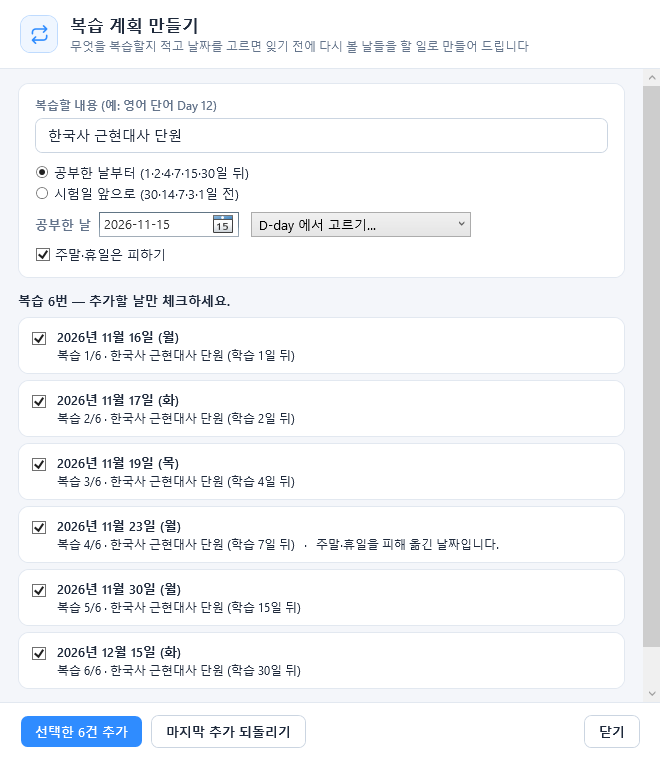 복습 계획 만들기
무엇을 복습할지 적고 날짜를 고르면 잊기 전에 다시 볼 날들을 할 일로 만들어 드립니다
복습할 내용 (예: 영어 단어 Day 12)
한국사 근현대사 단원
공부한 날부터 (1·2·4·7·15·30일 뒤)
시험일 앞으로 (30·14·7·3·1일 전)
공부한 날 2026-11-15 15 D-day 에서 고르기...
주말·휴일은 피하기
복습 6번 — 추가할 날만 체크하세요.
2026년 11월 16일 (월)
복습 1/6 · 한국사 근현대사 단원 (학습 1일 뒤)
2026년 11월 17일 (화)
복습 2/6 · 한국사 근현대사 단원 (학습 2일 뒤)
2026년 11월 19일 (목)
복습 3/6 · 한국사 근현대사 단원 (학습 4일 뒤)
2026년 11월 23일 (월)
복습 4/6 · 한국사 근현대사 단원 (학습 7일 뒤) · 주말·휴일을 피해 옮긴 날짜입니다.
2026년 11월 30일 (월)
복습 5/6 · 한국사 근현대사 단원 (학습 15일 뒤)
2026년 12월 15일 (화)
복습 6/6 · 한국사 근현대사 단원 (학습 30일 뒤)
선택한 6건 추가 마지막 추가 되돌리기 닫기